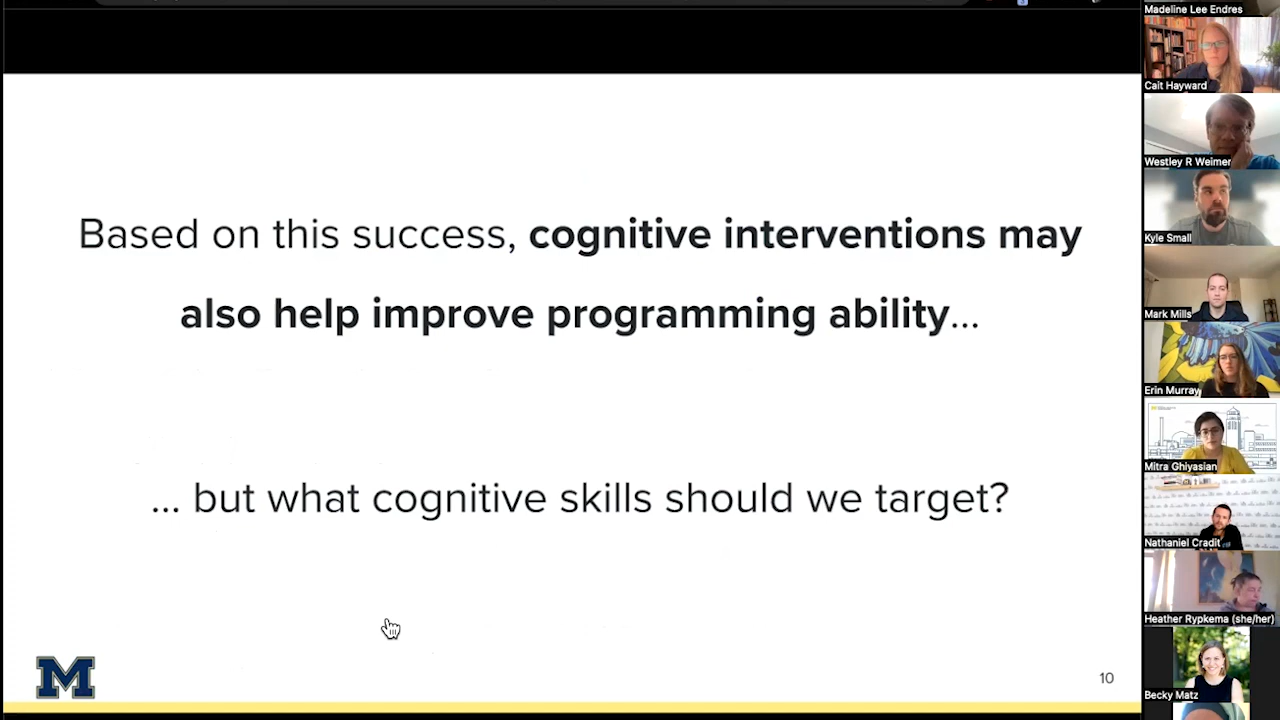 Based on this success, cognitive interventions may
also help improve programming ability...
... but what cognitive skills should we target?
M
10
Madeline Lee Endres
Cait Hayward
Westley R Weimer
Kyle Small
Mark Mills
Erin Murray
Mitra Ghiyasian
Nathaniel Cradit
Heather Rypkema (she/her)
Becky Matz